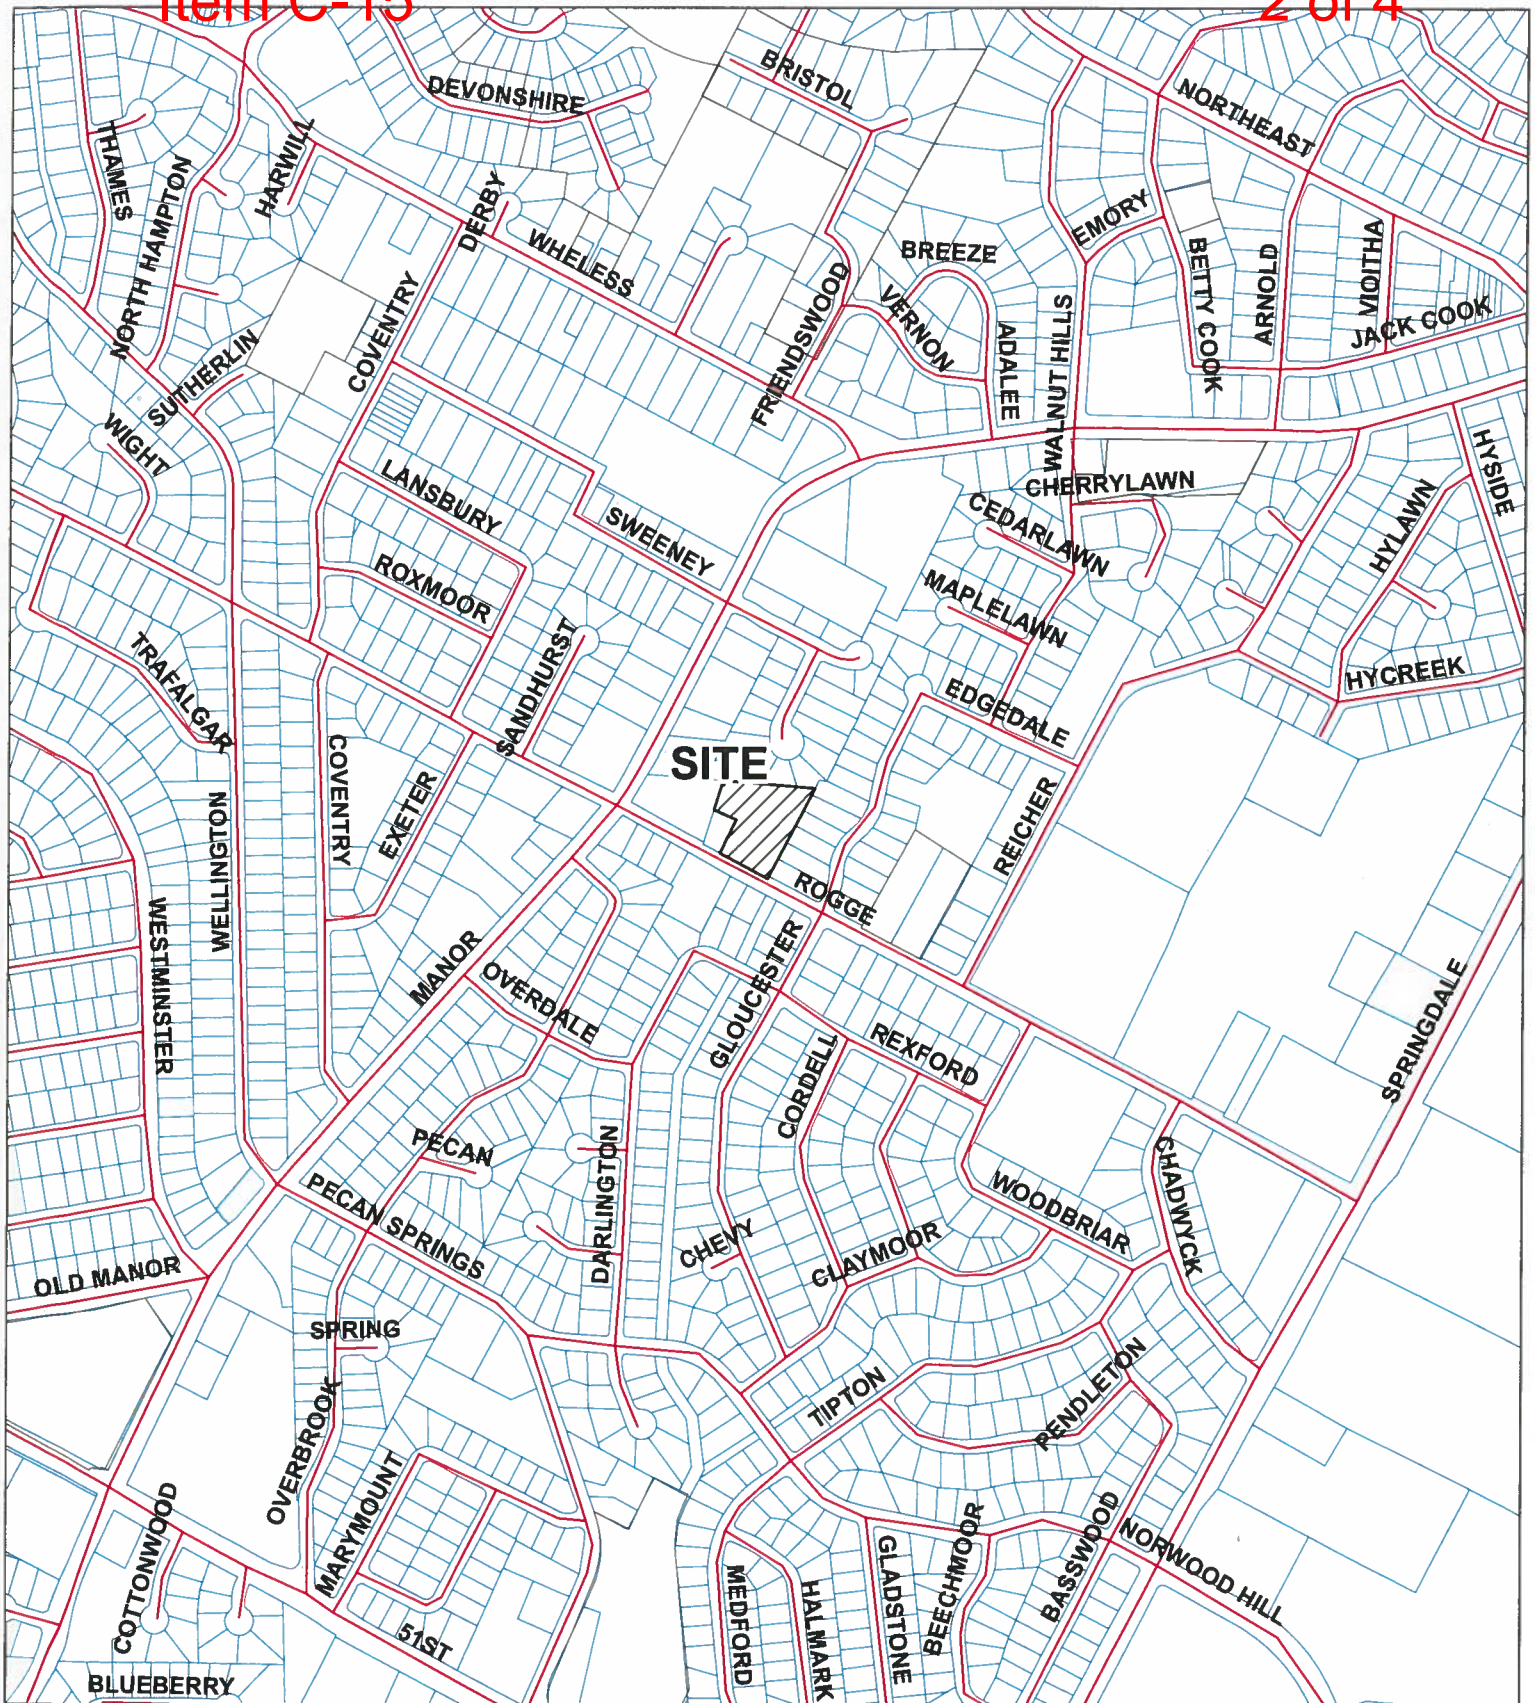 Item C-15
2 of 4
BRISTOL
DEVONSHIRE
NORTHEAST
THAMES
HARWILL
NORTH HAMPTON
DERBY
WHELESS
EMORY
BREEZE
BETTY COOK
ARNOLD
VIOITHA
JACK COOK
COVENTRY
FRIENDSWOOD
VERNON
ADALEE
WALNUT HILLS
SUTHERLIN
WIGHT
LANSBURY
SWEENEY
CHERRYLAWN
CEDARLAWN
HYLAWN
HYSIDE
ROXMOOR
MAPLELAWN
SANDHURST
TRAFALGAR
EDGEDALE
HYCREEK
COVENTRY
EXETER
SITE
REICHER
WELLINGTON
ROGGE
WESTMINSTER
MANOR
OVERDALE
GLOUCESTER
SPRINGDALE
CORDELL
REXFORD
PECAN
DARLINGTON
PECAN SPRINGS
CHEVY
CLAYMOOR
WOODBRIAR
CHADWYCK
OLD MANOR
SPRING
OVERBROOK
TIPTON
PENDLETON
MARYMOUNT
COTTONWOOD
MEDFORD
HALMARK
GLADSTONE
BEECHMOOR
BASSWOOD
NORWOOD HILL
51ST
BLUEBERRY